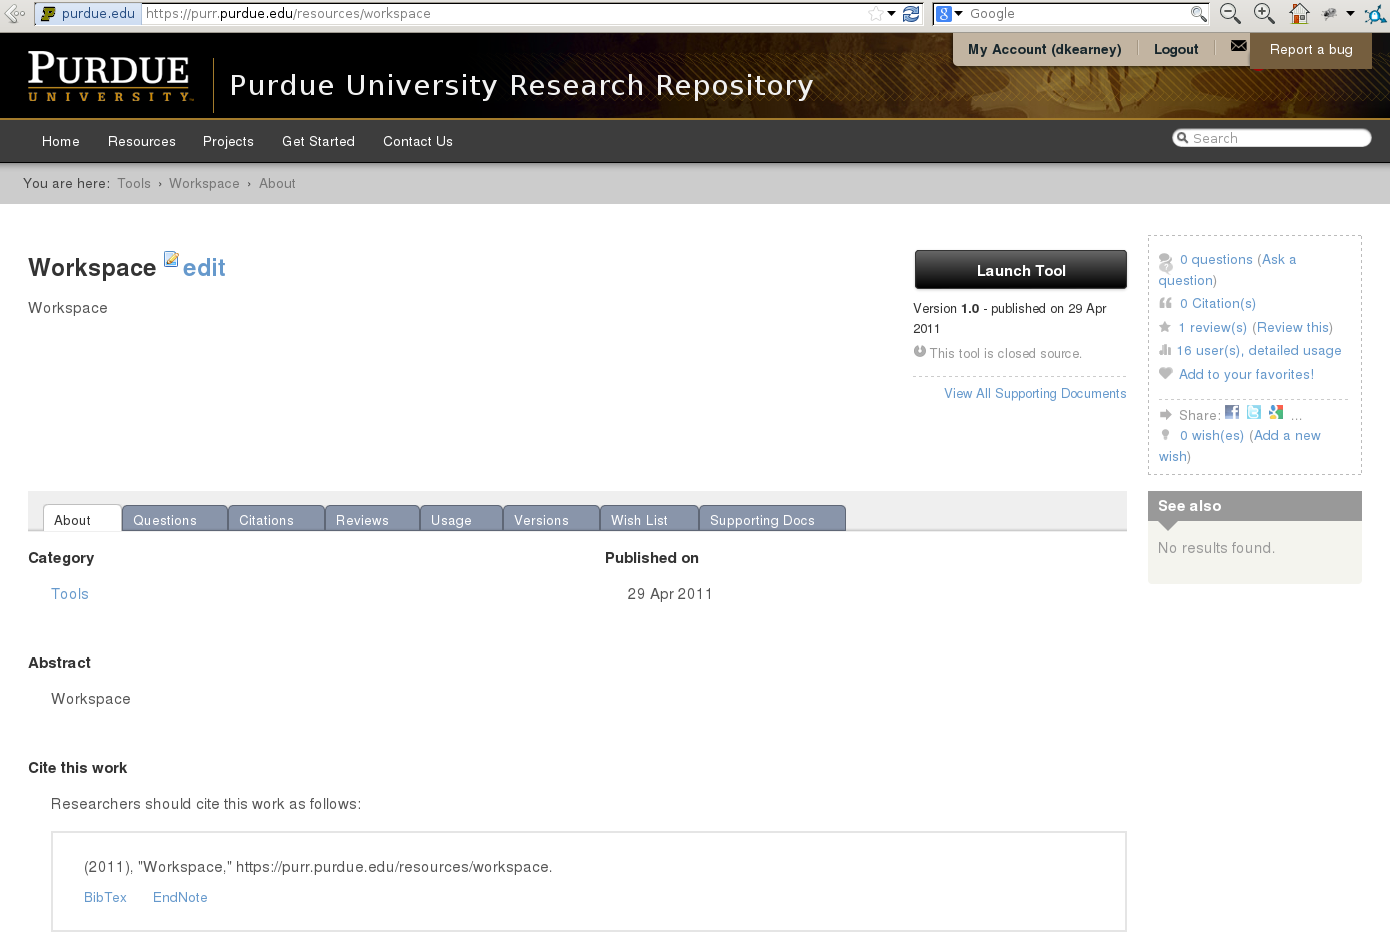 purdue.edu https://purr.purdue.edu/resources/workspace Google
My Account (dkearney) Logout Report a bug
PURDUE
UNIVERSITY
Purdue University Research Repository
Home Resources Projects Get Started Contact Us Search
You are here: Tools › Workspace › About
Workspace edit
Workspace
Launch Tool
Version 1.0 - published on 29 Apr
2011
This tool is closed source.
View All Supporting Documents
0 questions (Ask a
question)
0 Citation(s)
1 review(s) (Review this)
16 user(s), detailed usage
Add to your favorites!
Share: ...
0 wish(es) (Add a new
wish)
See also
No results found.
About Questions Citations Reviews Usage Versions Wish List Supporting Docs
Category Published on
Tools 29 Apr 2011
Abstract
Workspace
Cite this work
Researchers should cite this work as follows:
(2011), "Workspace," https://purr.purdue.edu/resources/workspace.
BibTex EndNote